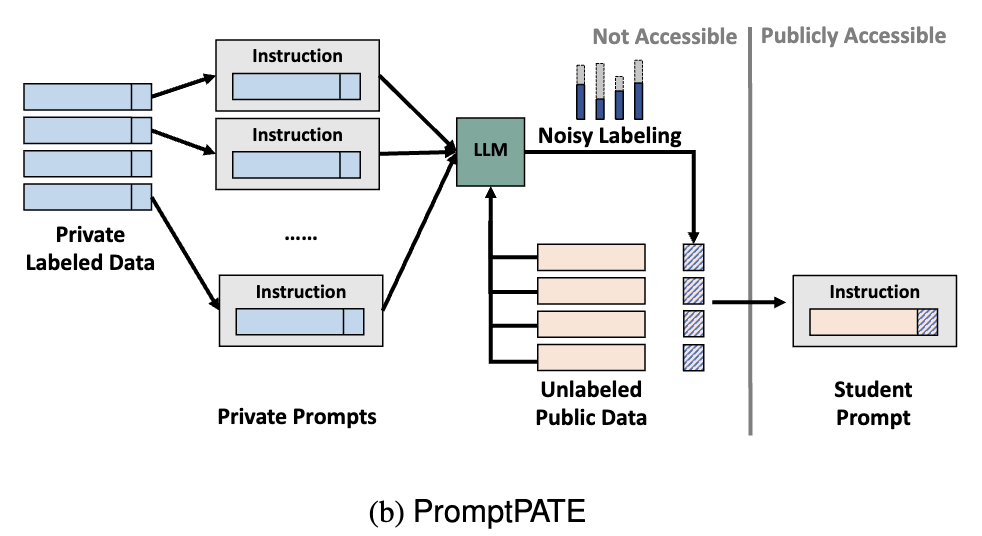 Not Accessible
Publicly Accessible
Instruction
Instruction
LLM
Noisy Labeling
Private
Labeled Data
......
Instruction
Private Prompts
Unlabeled
Public Data
Instruction
Student
Prompt
(b) PromptPATE